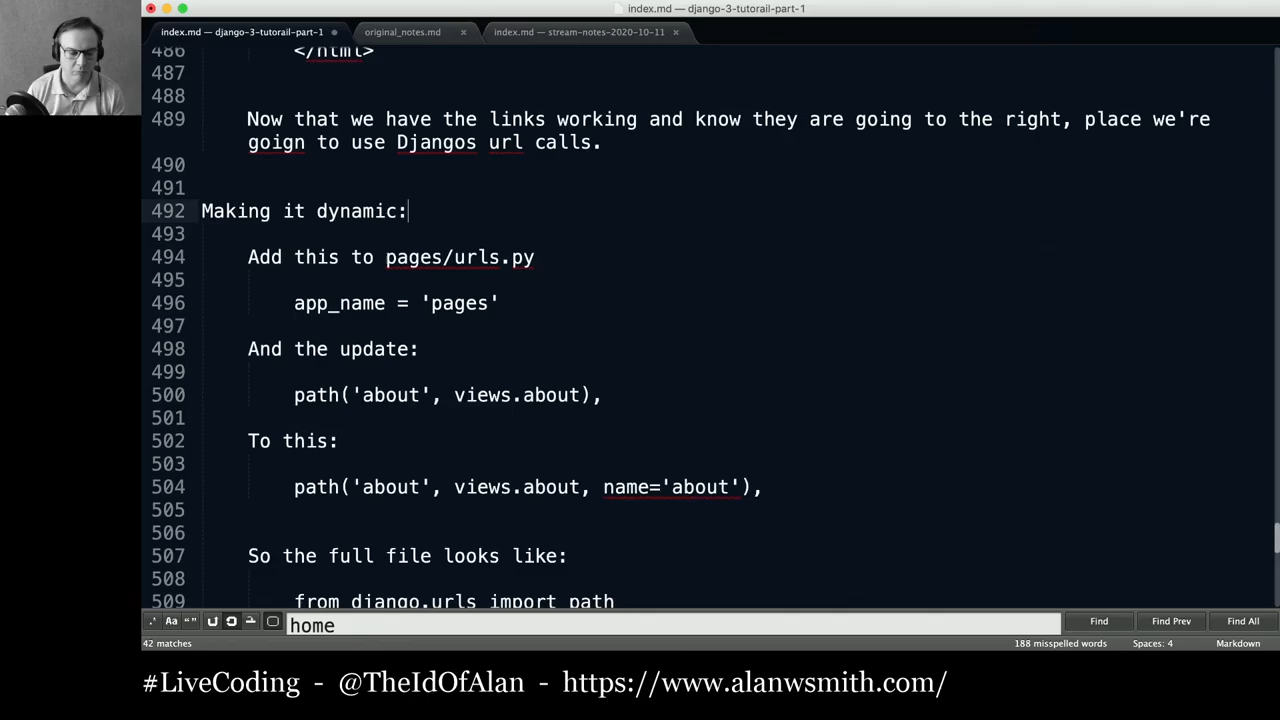 index.md — django-3-tutorail-part-1
index.md — django-3-tutorail-part-1
original_notes.md
index.md — stream-notes-2020-10-11
486 </html>
487
488
489 Now that we have the links working and know they are going to the right, place we're
goign to use Djangos url calls.
490
491
492 Making it dynamic:
493
494 Add this to pages/urls.py
495
496 app_name = 'pages'
497
498 And the update:
499
500 path('about', views.about),
501
502 To this:
503
504 path('about', views.about, name='about'),
505
506
507 So the full file looks like:
508
509 from django.urls import path
.* Aa “” home Find Find Prev Find All
42 matches 188 misspelled words Spaces: 4 Markdown
#LiveCoding - @TheIdOfAlan - https://www.alanwsmith.com/